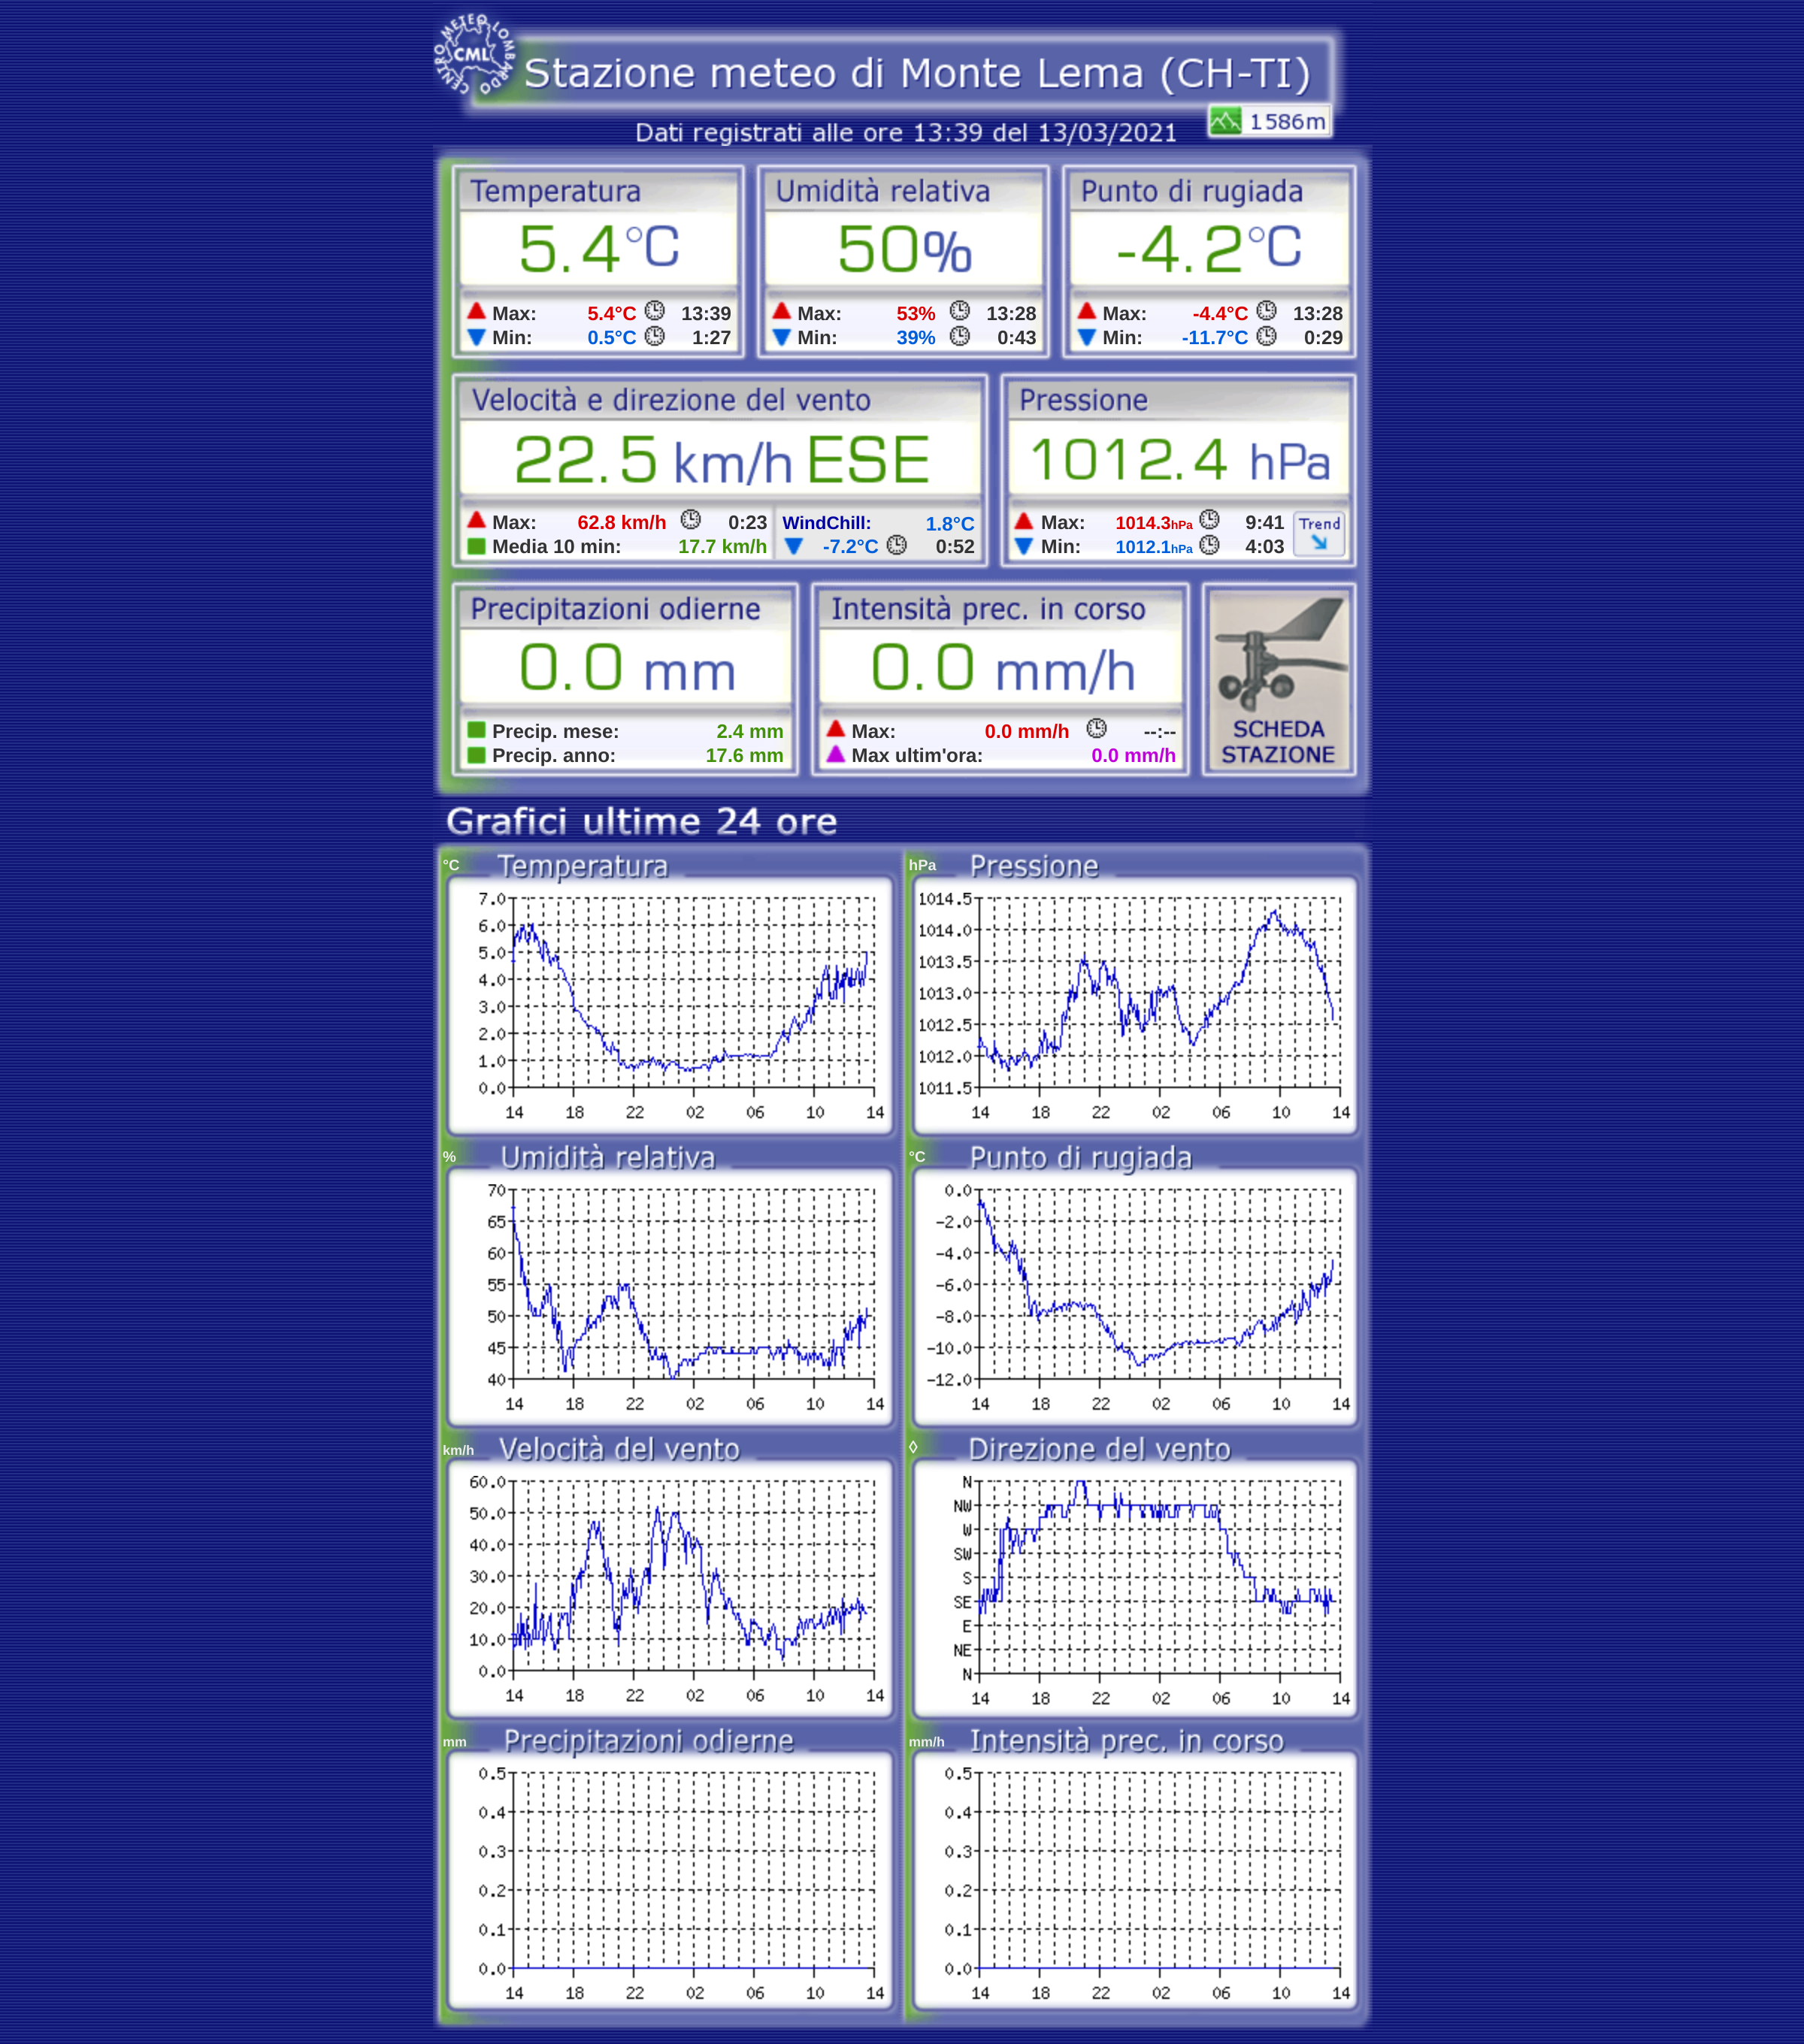 CENTRO METEO LOMBARDO
CML
Stazione meteo di Monte Lema (CH-TI)
1586m
Dati registrati alle ore 13:39 del 13/03/2021
Temperatura
5.4°C
Max: 5.4°C 13:39
Min: 0.5°C 1:27
Umidità relativa
50%
Max: 53% 13:28
Min: 39% 0:43
Punto di rugiada
-4.2°C
Max: -4.4°C 13:28
Min: -11.7°C 0:29
Velocità e direzione del vento
22.5 km/h ESE
Max: 62.8 km/h 0:23
Media 10 min: 17.7 km/h
WindChill: 1.8°C
-7.2°C 0:52
Pressione
1012.4 hPa
Max: 1014.3hPa 9:41
Min: 1012.1hPa 4:03
Trend
Precipitazioni odierne
0.0 mm
Precip. mese: 2.4 mm
Precip. anno: 17.6 mm
Intensità prec. in corso
0.0 mm/h
Max: 0.0 mm/h --:--
Max ultim'ora: 0.0 mm/h
SCHEDA
STAZIONE
Grafici ultime 24 ore
°C Temperatura
7.0
6.0
5.0
4.0
3.0
2.0
1.0
0.0
14 18 22 02 06 10 14
hPa Pressione
1014.5
1014.0
1013.5
1013.0
1012.5
1012.0
1011.5
14 18 22 02 06 10 14
% Umidità relativa
70
65
60
55
50
45
40
14 18 22 02 06 10 14
°C Punto di rugiada
0.0
-2.0
-4.0
-6.0
-8.0
-10.0
-12.0
14 18 22 02 06 10 14
km/h Velocità del vento
60.0
50.0
40.0
30.0
20.0
10.0
0.0
14 18 22 02 06 10 14
◊ Direzione del vento
N
NW
W
SW
S
SE
E
NE
N
14 18 22 02 06 10 14
mm Precipitazioni odierne
0.5
0.4
0.3
0.2
0.1
0.0
14 18 22 02 06 10 14
mm/h Intensità prec. in corso
0.5
0.4
0.3
0.2
0.1
0.0
14 18 22 02 06 10 14